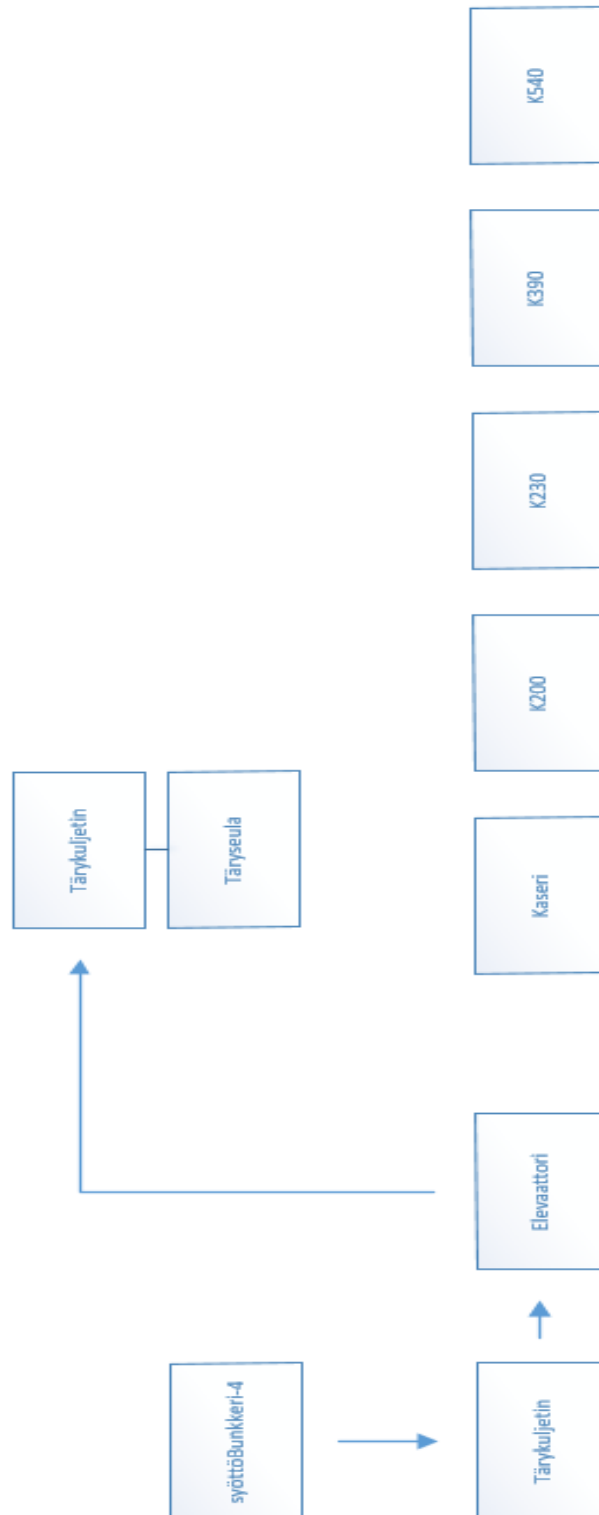 Tärykuljetin
syöttöBunkkeri-4
Täryseula
Tärykuljetin
Elevaattori
Kaseri
K200
K230
K390
K540